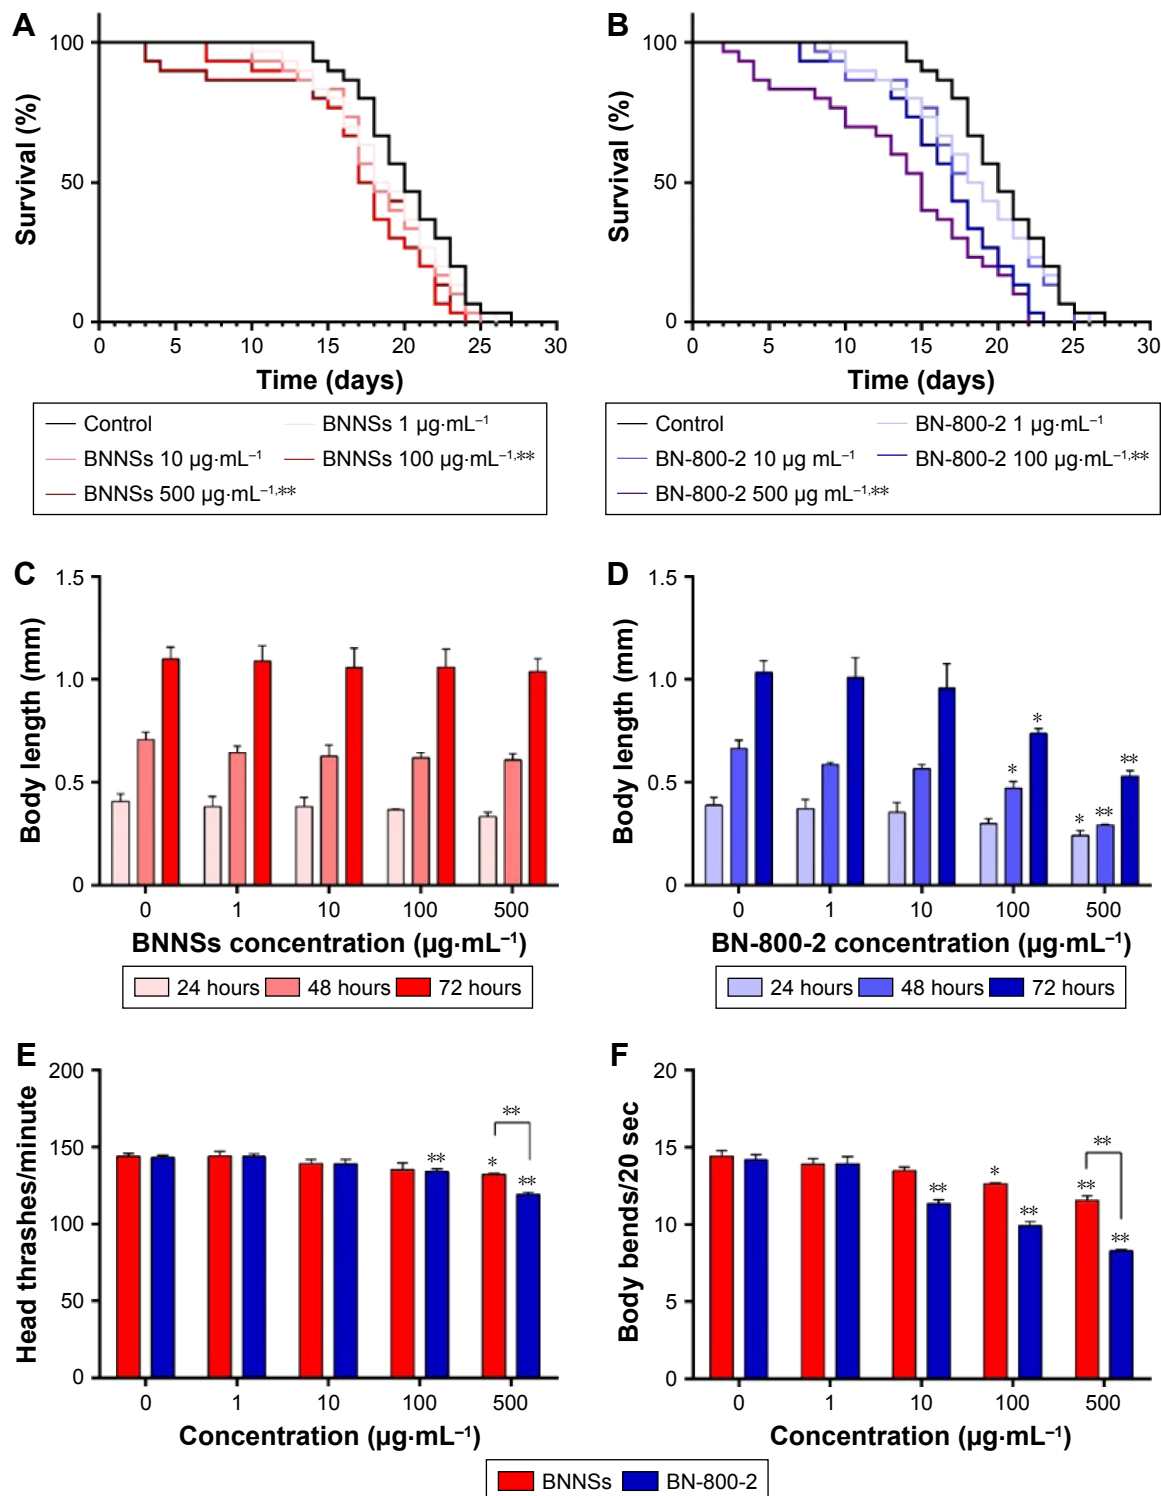 A
B
Survival (%)
100
50
0
0 5 10 15 20 25 30
Time (days)
Control
BNNSs 1 µg·mL⁻¹
BNNSs 10 µg·mL⁻¹
BNNSs 100 µg·mL⁻¹,**
BNNSs 500 µg·mL⁻¹,**
Survival (%)
100
50
0
0 5 10 15 20 25 30
Time (days)
Control
BN-800-2 1 µg·mL⁻¹
BN-800-2 10 µg mL⁻¹
BN-800-2 100 µg·mL⁻¹,**
BN-800-2 500 µg mL⁻¹,**
C
Body length (mm)
1.5
1.0
0.5
0
0 1 10 100 500
BNNSs concentration (µg·mL⁻¹)
24 hours 48 hours 72 hours
D
Body length (mm)
1.5
1.0
0.5
0
*
*
*
**
**
0 1 10 100 500
BN-800-2 concentration (µg·mL⁻¹)
24 hours 48 hours 72 hours
E
Head thrashes/minute
200
150
100
50
0
**
**
*
**
0 1 10 100 500
Concentration (µg·mL⁻¹)
F
Body bends/20 sec
20
15
10
5
0
**
**
*
**
**
**
0 1 10 100 500
Concentration (µg·mL⁻¹)
BNNSs BN-800-2